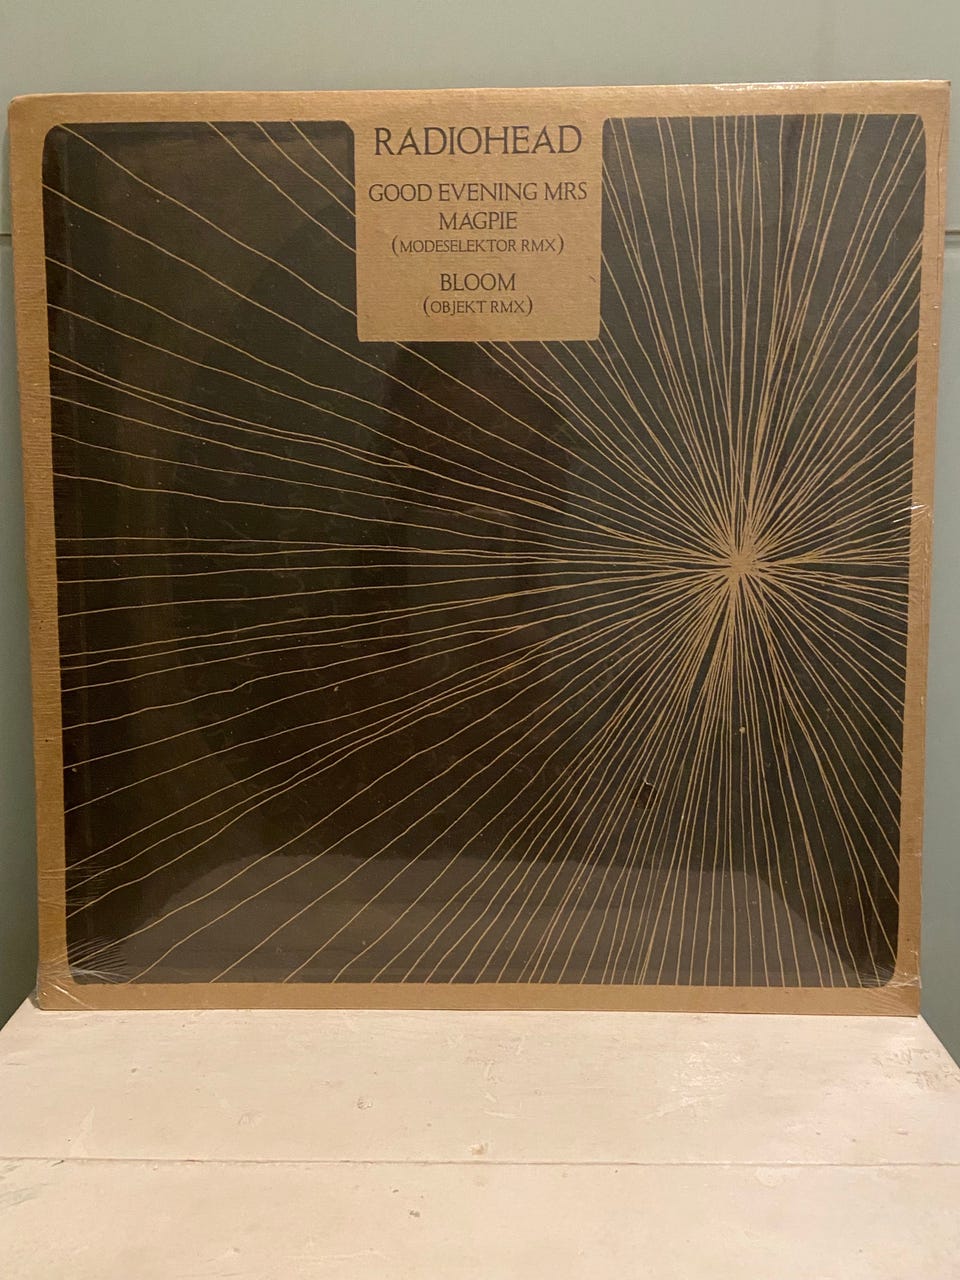 RADIOHEAD
GOOD EVENING MRS
MAGPIE
(MODESELEKTOR RMX)
BLOOM
(OBJEKT RMX)